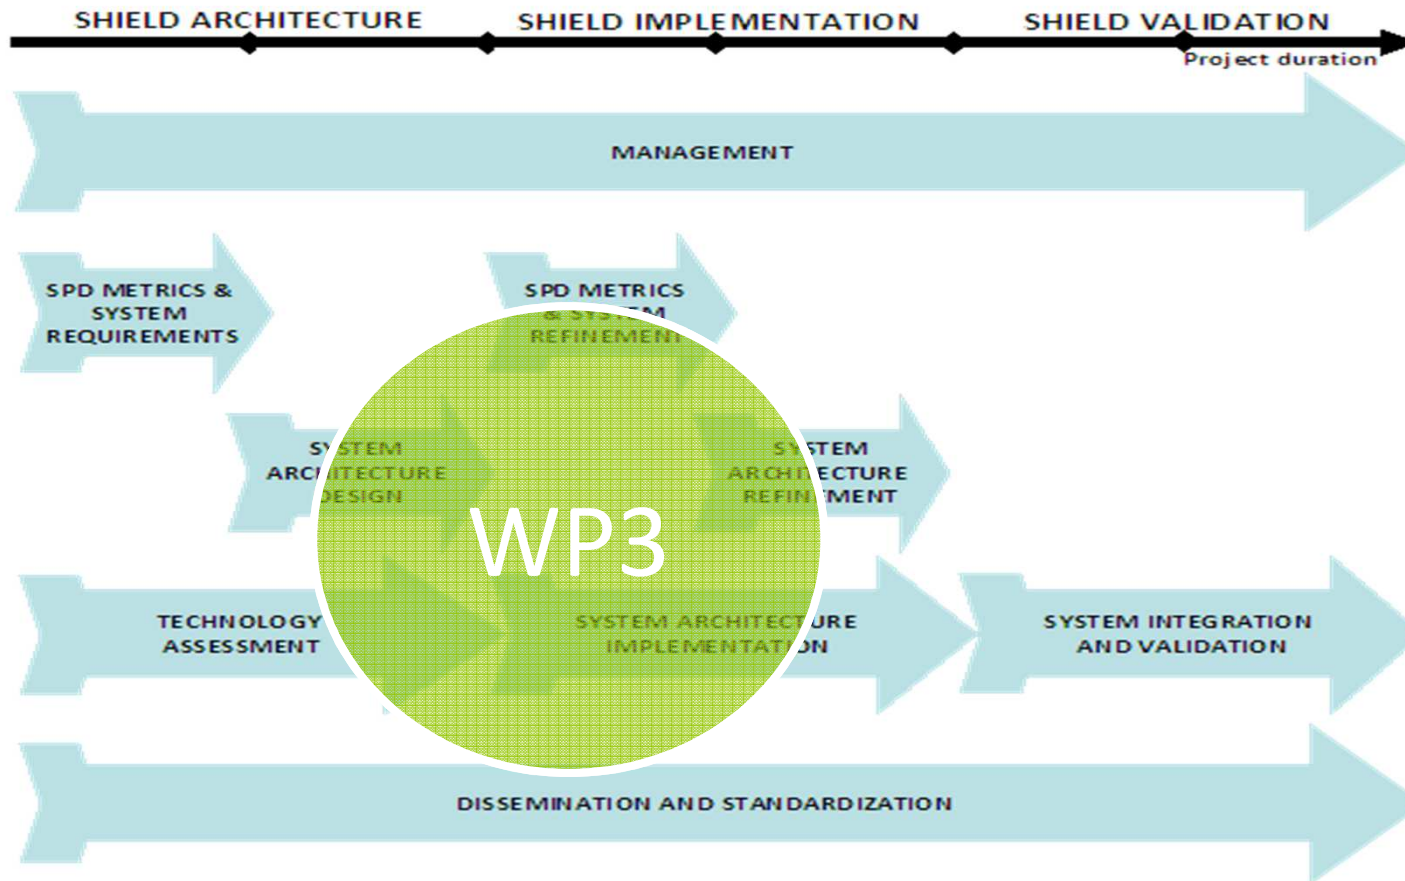 SHIELD ARCHITECTURE
SHIELD IMPLEMENTATION
SHIELD VALIDATION
Project duration
MANAGEMENT
SPD METRICS &
SYSTEM
REQUIREMENTS
SPD METRICS
& SYSTEM
REFINEMENT
SYSTEM
ARCHITECTURE
DESIGN
SYSTEM
ARCHITECTURE
REFINEMENT
WP3
TECHNOLOGY
ASSESSMENT
SYSTEM ARCHITECTURE
IMPLEMENTATION
SYSTEM INTEGRATION
AND VALIDATION
DISSEMINATION AND STANDARDIZATION